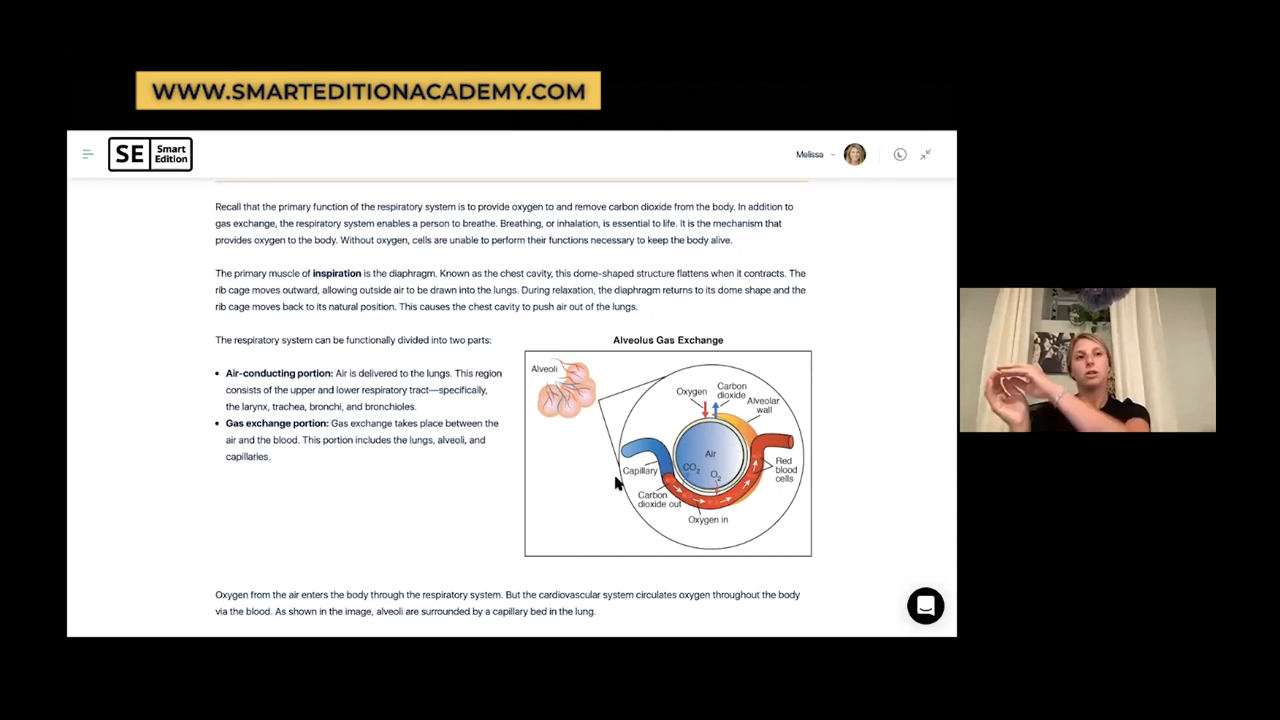 WWW.SMARTEDITIONACADEMY.COM
SE Smart Edition
Melissa
Recall that the primary function of the respiratory system is to provide oxygen to and remove carbon dioxide from the body. In addition to
gas exchange, the respiratory system enables a person to breathe. Breathing, or inhalation, is essential to life. It is the mechanism that
provides oxygen to the body. Without oxygen, cells are unable to perform their functions necessary to keep the body alive.
The primary muscle of inspiration is the diaphragm. Known as the chest cavity, this dome-shaped structure flattens when it contracts. The
rib cage moves outward, allowing outside air to be drawn into the lungs. During relaxation, the diaphragm returns to its dome shape and the
rib cage moves back to its natural position. This causes the chest cavity to push air out of the lungs.
The respiratory system can be functionally divided into two parts:
• Air-conducting portion: Air is delivered to the lungs. This region
consists of the upper and lower respiratory tract—specifically,
the larynx, trachea, bronchi, and bronchioles.
• Gas exchange portion: Gas exchange takes place between the
air and the blood. This portion includes the lungs, alveoli, and
capillaries.
Alveolus Gas Exchange
Alveoli
Oxygen
Carbon
dioxide
Alveolar
wall
Air
Capillary
CO2
O2
Red
blood
cells
Carbon
dioxide out
Oxygen in
Oxygen from the air enters the body through the respiratory system. But the cardiovascular system circulates oxygen throughout the body
via the blood. As shown in the image, alveoli are surrounded by a capillary bed in the lung.